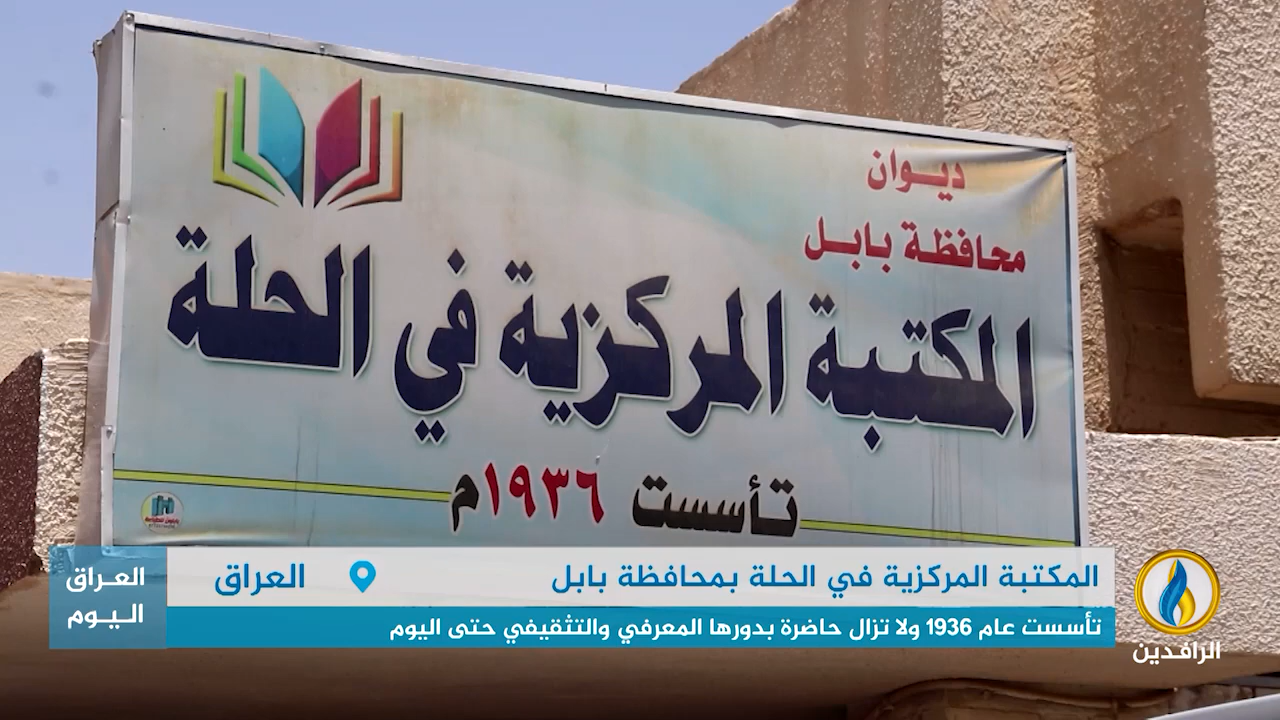 ديوان
محافظة بابل
المكتبة المركزية في الحلة
تأسست ١٩٣٦م
المكتبة المركزية في الحلة بمحافظة بابل
العراق
تأسست عام 1936 ولا تزال حاضرة بدورها المعرفي والتثقيفي حتى اليوم
العراق
اليوم
الرافدين